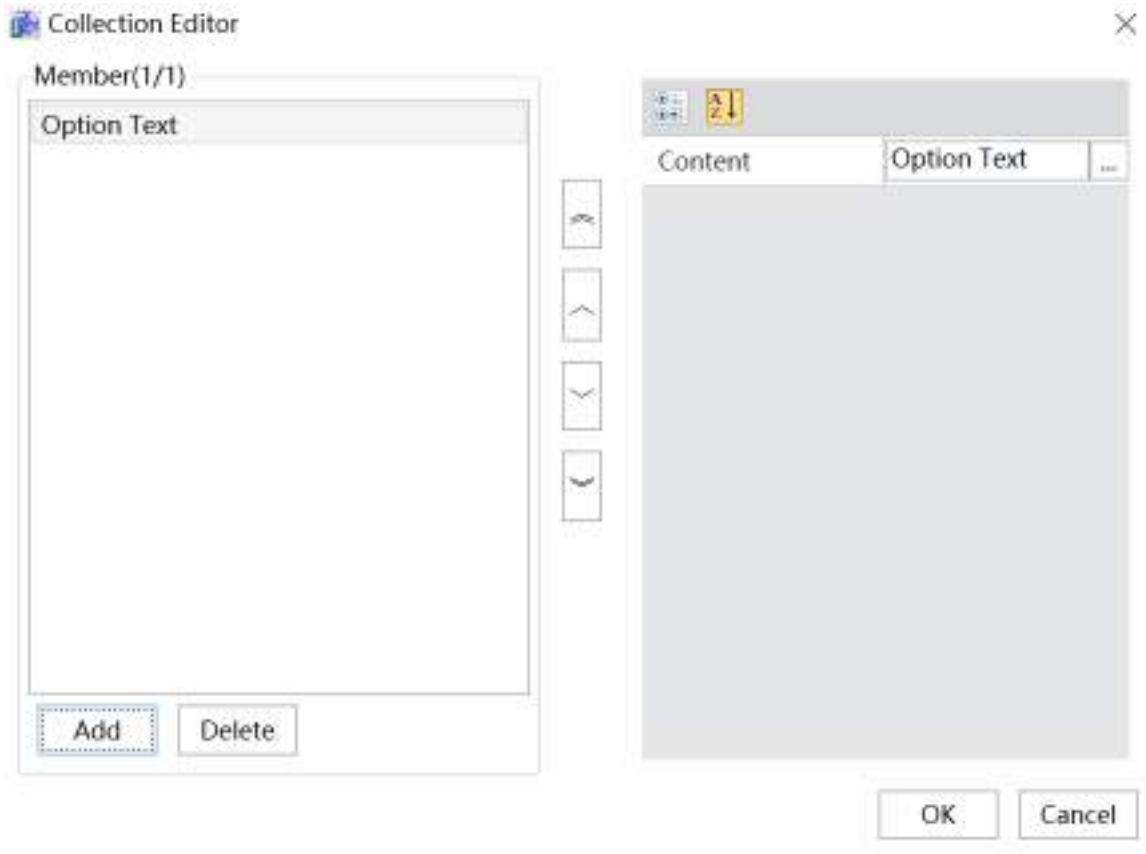 Collection Editor
Member(1/1)
Option Text
Content
Option Text
...
Add
Delete
OK
Cancel